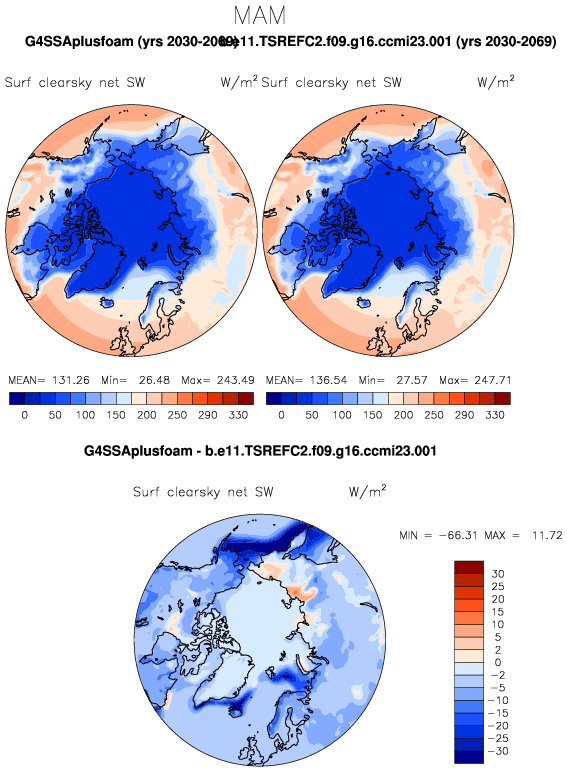 MAM
G4SSAplusfoam (yrs 2030-2069) b.e11.TSREFC2.f09.g16.ccmi23.001 (yrs 2030-2069)
Surf clearsky net SW W/m² Surf clearsky net SW W/m²
MEAN= 131.26 Min= 26.48 Max= 243.49 MEAN= 136.54 Min= 27.57 Max= 247.71
0 50 100 150 200 250 290 330 0 50 100 150 200 250 290 330
G4SSAplusfoam - b.e11.TSREFC2.f09.g16.ccmi23.001
Surf clearsky net SW W/m²
MIN = -66.31 MAX = 11.72
30
25
20
15
10
5
2
0
-2
-5
-10
-15
-20
-25
-30